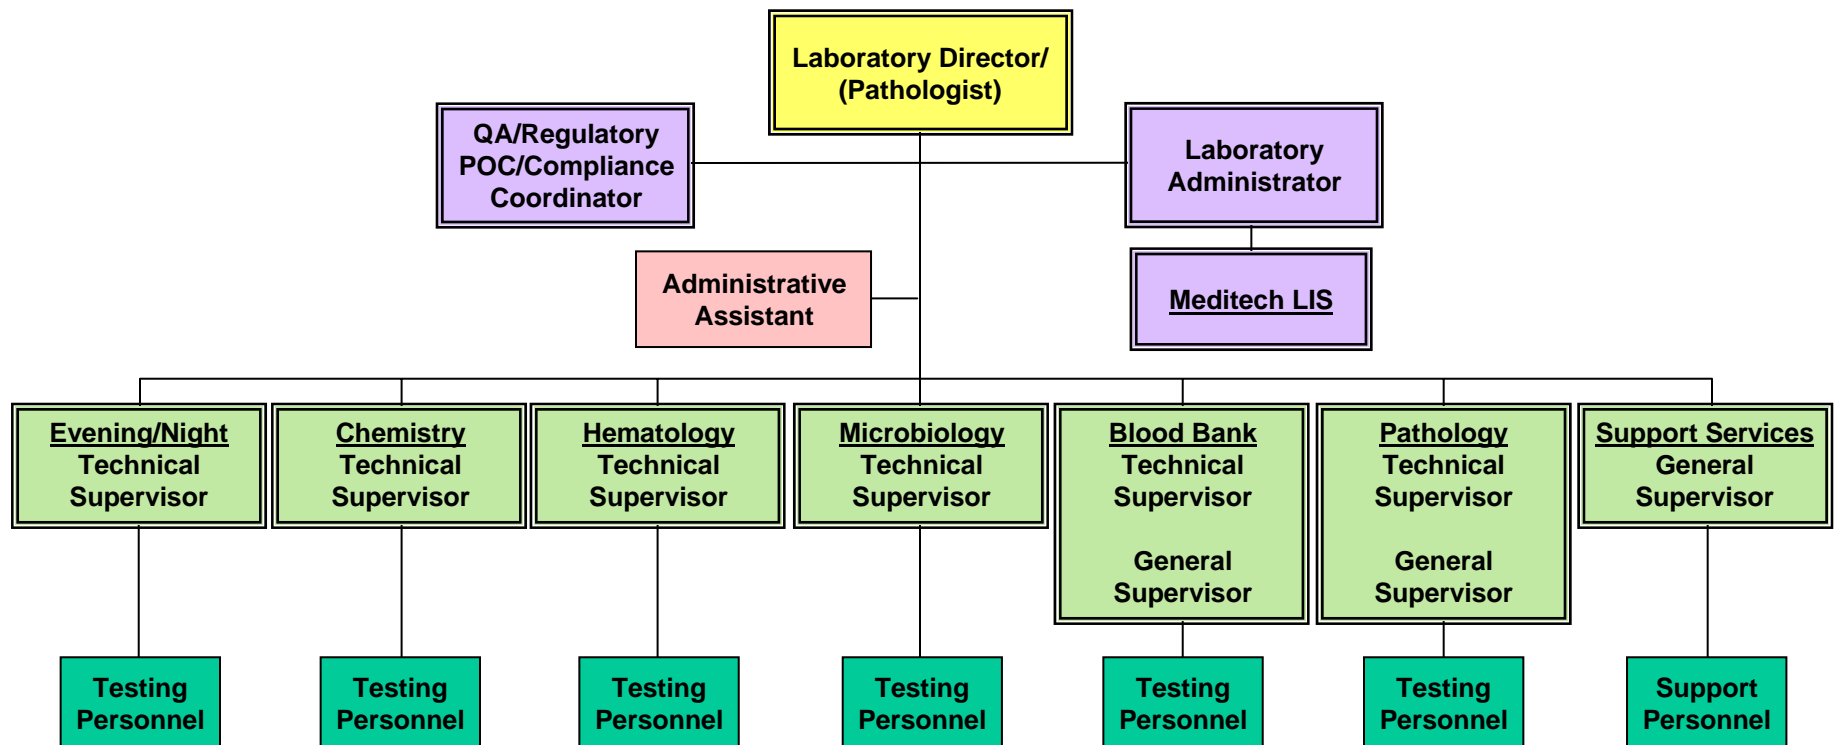 Laboratory Director/
(Pathologist)
QA/Regulatory
POC/Compliance
Coordinator
Laboratory
Administrator
Administrative
Assistant
Meditech LIS
Evening/Night
Technical
Supervisor
Chemistry
Technical
Supervisor
Hematology
Technical
Supervisor
Microbiology
Technical
Supervisor
Blood Bank
Technical
Supervisor
General
Supervisor
Pathology
Technical
Supervisor
General
Supervisor
Support Services
General
Supervisor
Testing
Personnel
Testing
Personnel
Testing
Personnel
Testing
Personnel
Testing
Personnel
Testing
Personnel
Support
Personnel